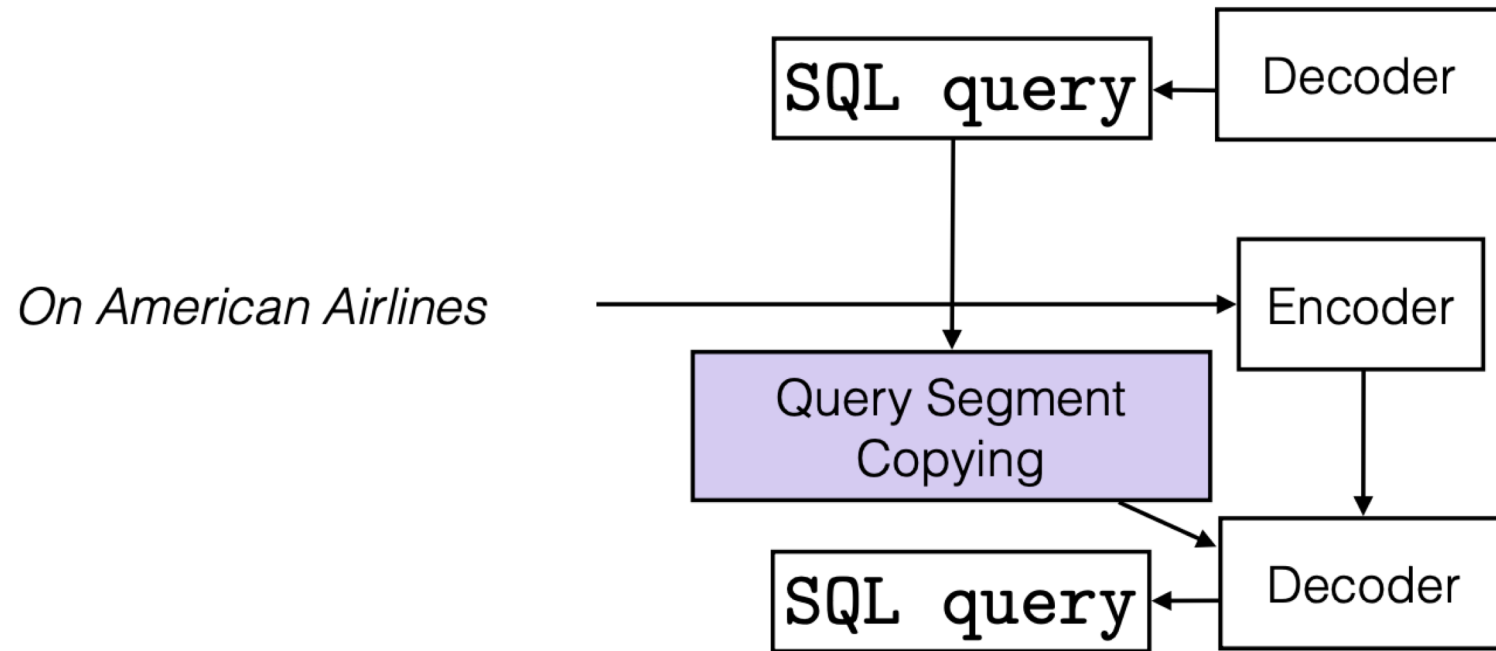 SQL query
Decoder
On American Airlines
Encoder
Query Segment
Copying
SQL query
Decoder